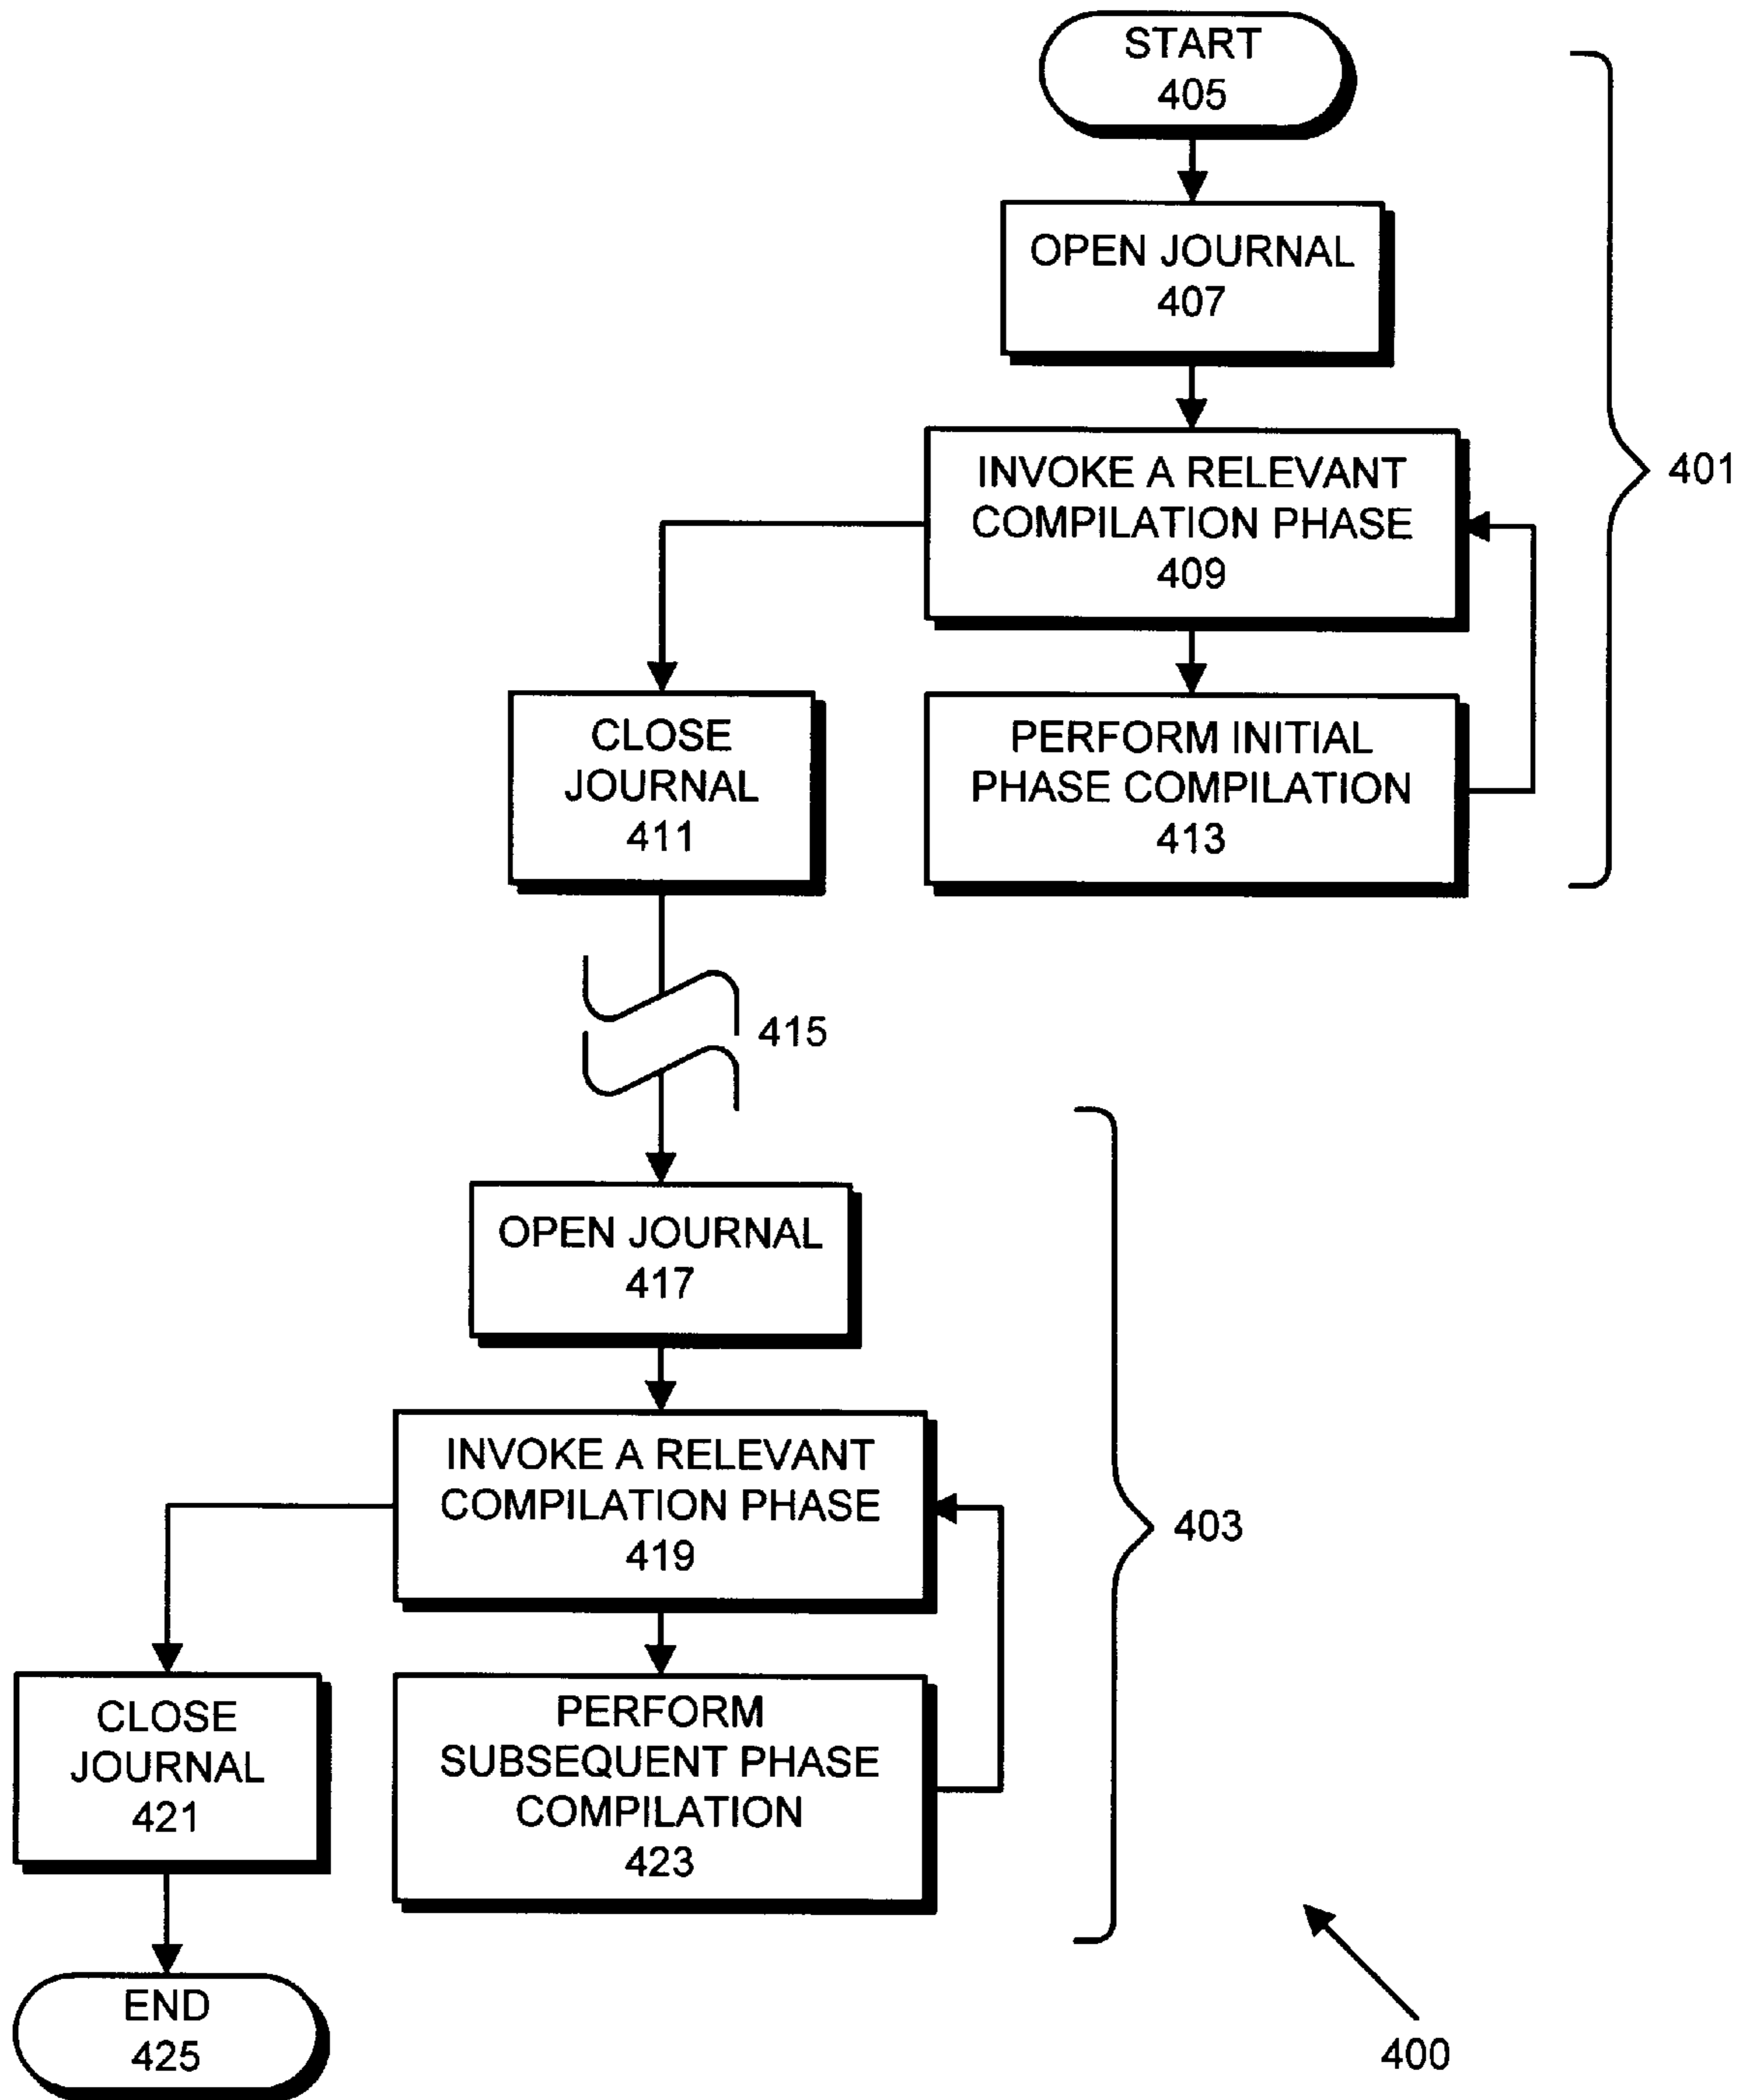 START
405
OPEN JOURNAL
407
INVOKE A RELEVANT
COMPILATION PHASE
409
401
CLOSE
JOURNAL
411
PERFORM INITIAL
PHASE COMPILATION
413
415
OPEN JOURNAL
417
INVOKE A RELEVANT
COMPILATION PHASE
419
403
CLOSE
JOURNAL
421
PERFORM
SUBSEQUENT PHASE
COMPILATION
423
END
425
400